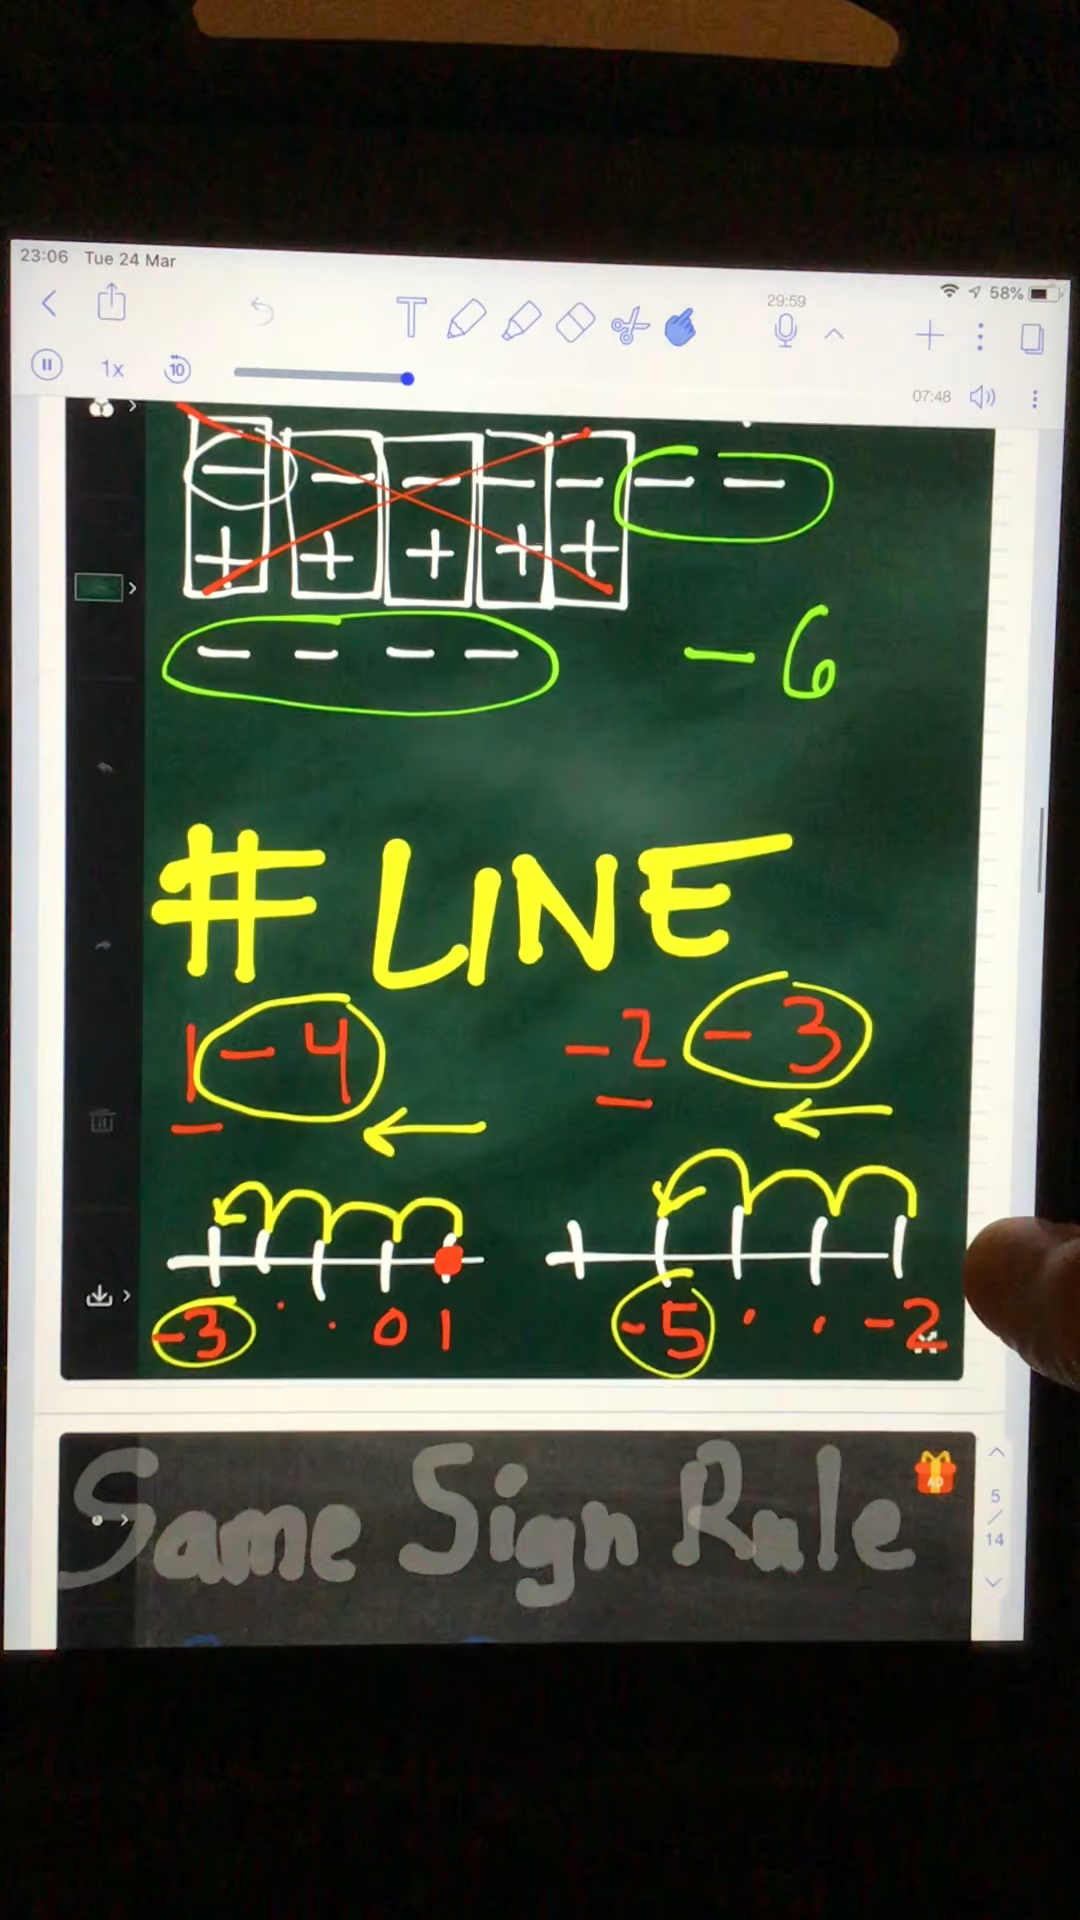 23:06 Tue 24 Mar
58%
T
29:59
1x
10
07:48
− − − − − − −
+ + + + +
− − − −
− 6
# LINE
1 − 4
− 2 − 3
−3 . . 0 1
−5 . . −2
Same Sign Rule
AD
5
/
14